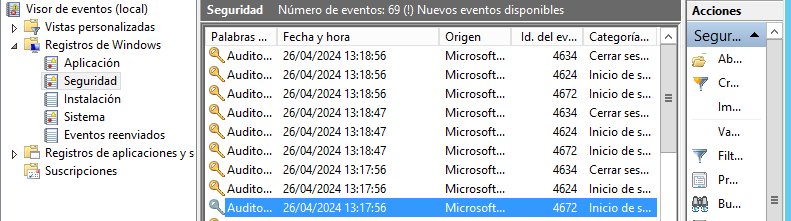 Visor de eventos (local)
Vistas personalizadas
Registros de Windows
Aplicación
Seguridad
Instalación
Sistema
Eventos reenviados
Registros de aplicaciones y s
Suscripciones
Seguridad Número de eventos: 69 (!) Nuevos eventos disponibles
Palabras ... Fecha y hora Origen Id. del ev... Categoría...
Audito... 26/04/2024 13:18:56 Microsoft... 4634 Cerrar ses...
Audito... 26/04/2024 13:18:56 Microsoft... 4624 Inicio de s...
Audito... 26/04/2024 13:18:56 Microsoft... 4672 Inicio de s...
Audito... 26/04/2024 13:18:47 Microsoft... 4634 Cerrar ses...
Audito... 26/04/2024 13:18:47 Microsoft... 4624 Inicio de s...
Audito... 26/04/2024 13:18:47 Microsoft... 4672 Inicio de s...
Audito... 26/04/2024 13:17:56 Microsoft... 4634 Cerrar ses...
Audito... 26/04/2024 13:17:56 Microsoft... 4624 Inicio de s...
Audito... 26/04/2024 13:17:56 Microsoft... 4672 Inicio de s...
Acciones
Segur...
Ab...
Cr...
Im...
Va...
Filt...
Pr...
Bu...